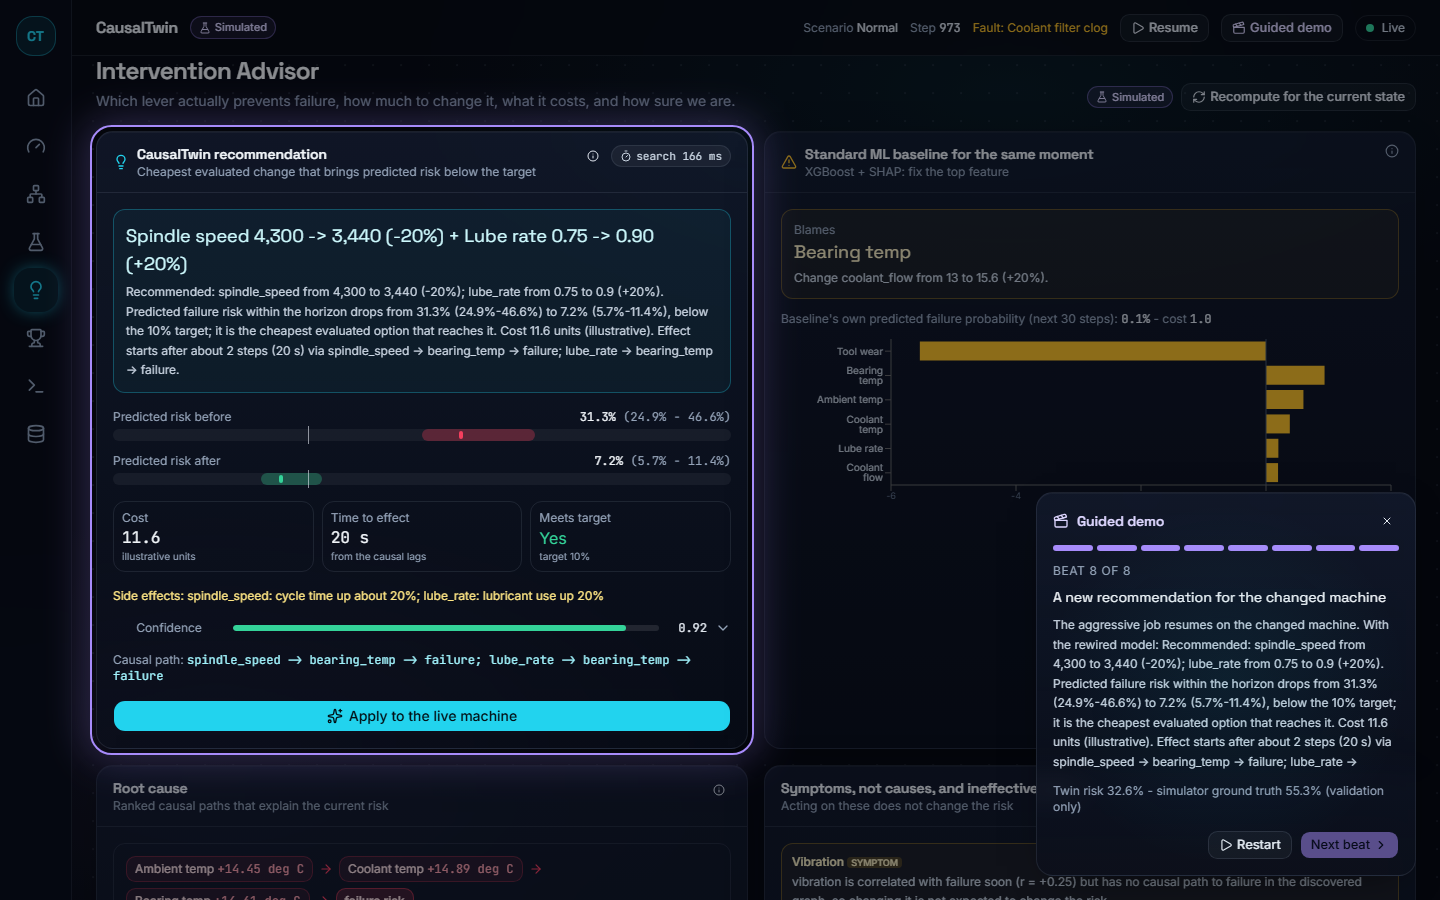 CT
CausalTwin
Simulated
Scenario Normal
Step 973
Fault: Coolant filter clog
Resume
Guided demo
Live
Intervention Advisor
Which lever actually prevents failure, how much to change it, what it costs, and how sure we are.
Simulated
Recompute for the current state
CausalTwin recommendation
Cheapest evaluated change that brings predicted risk below the target
search 166 ms
Spindle speed 4,300 -> 3,440 (-20%) + Lube rate 0.75 -> 0.90
(+20%)
Recommended: spindle_speed from 4,300 to 3,440 (-20%); lube_rate from 0.75 to 0.9 (+20%).
Predicted failure risk within the horizon drops from 31.3% (24.9%-46.6%) to 7.2% (5.7%-11.4%), below
the 10% target; it is the cheapest evaluated option that reaches it. Cost 11.6 units (illustrative). Effect
starts after about 2 steps (20 s) via spindle_speed → bearing_temp → failure; lube_rate → bearing_temp
→ failure.
Predicted risk before
31.3% (24.9% - 46.6%)
Predicted risk after
7.2% (5.7% - 11.4%)
Cost
11.6
illustrative units
Time to effect
20 s
from the causal lags
Meets target
Yes
target 10%
Side effects: spindle_speed: cycle time up about 20%; lube_rate: lubricant use up 20%
Confidence
0.92
Causal path: spindle_speed → bearing_temp → failure; lube_rate → bearing_temp →
failure
Apply to the live machine
Standard ML baseline for the same moment
XGBoost + SHAP: fix the top feature
Blames
Bearing temp
Change coolant_flow from 13 to 15.6 (+20%).
Baseline's own predicted failure probability (next 30 steps): 0.1% - cost 1.0
Tool wear
Bearing
temp
Ambient temp
Coolant
temp
Lube rate
Coolant
flow
-6
-4
Guided demo
BEAT 8 OF 8
A new recommendation for the changed machine
The aggressive job resumes on the changed machine. With
the rewired model: Recommended: spindle_speed from
4,300 to 3,440 (-20%); lube_rate from 0.75 to 0.9 (+20%).
Predicted failure risk within the horizon drops from 31.3%
(24.9%-46.6%) to 7.2% (5.7%-11.4%), below the 10% target;
it is the cheapest evaluated option that reaches it. Cost 11.6
units (illustrative). Effect starts after about 2 steps (20 s) via
spindle_speed → bearing_temp → failure; lube_rate →
Twin risk 32.6% - simulator ground truth 55.3% (validation
only)
Restart
Next beat
Root cause
Ranked causal paths that explain the current risk
Ambient temp +14.45 deg C →
Coolant temp +14.89 deg C →
Bearing temp +14.61 deg C →
failure risk
Symptoms, not causes, and ineffective
Acting on these does not change the risk
Vibration SYMPTOM
vibration is correlated with failure soon (r = +0.25) but has no causal path to failure in the discovered
graph, so changing it is not expected to change the risk.